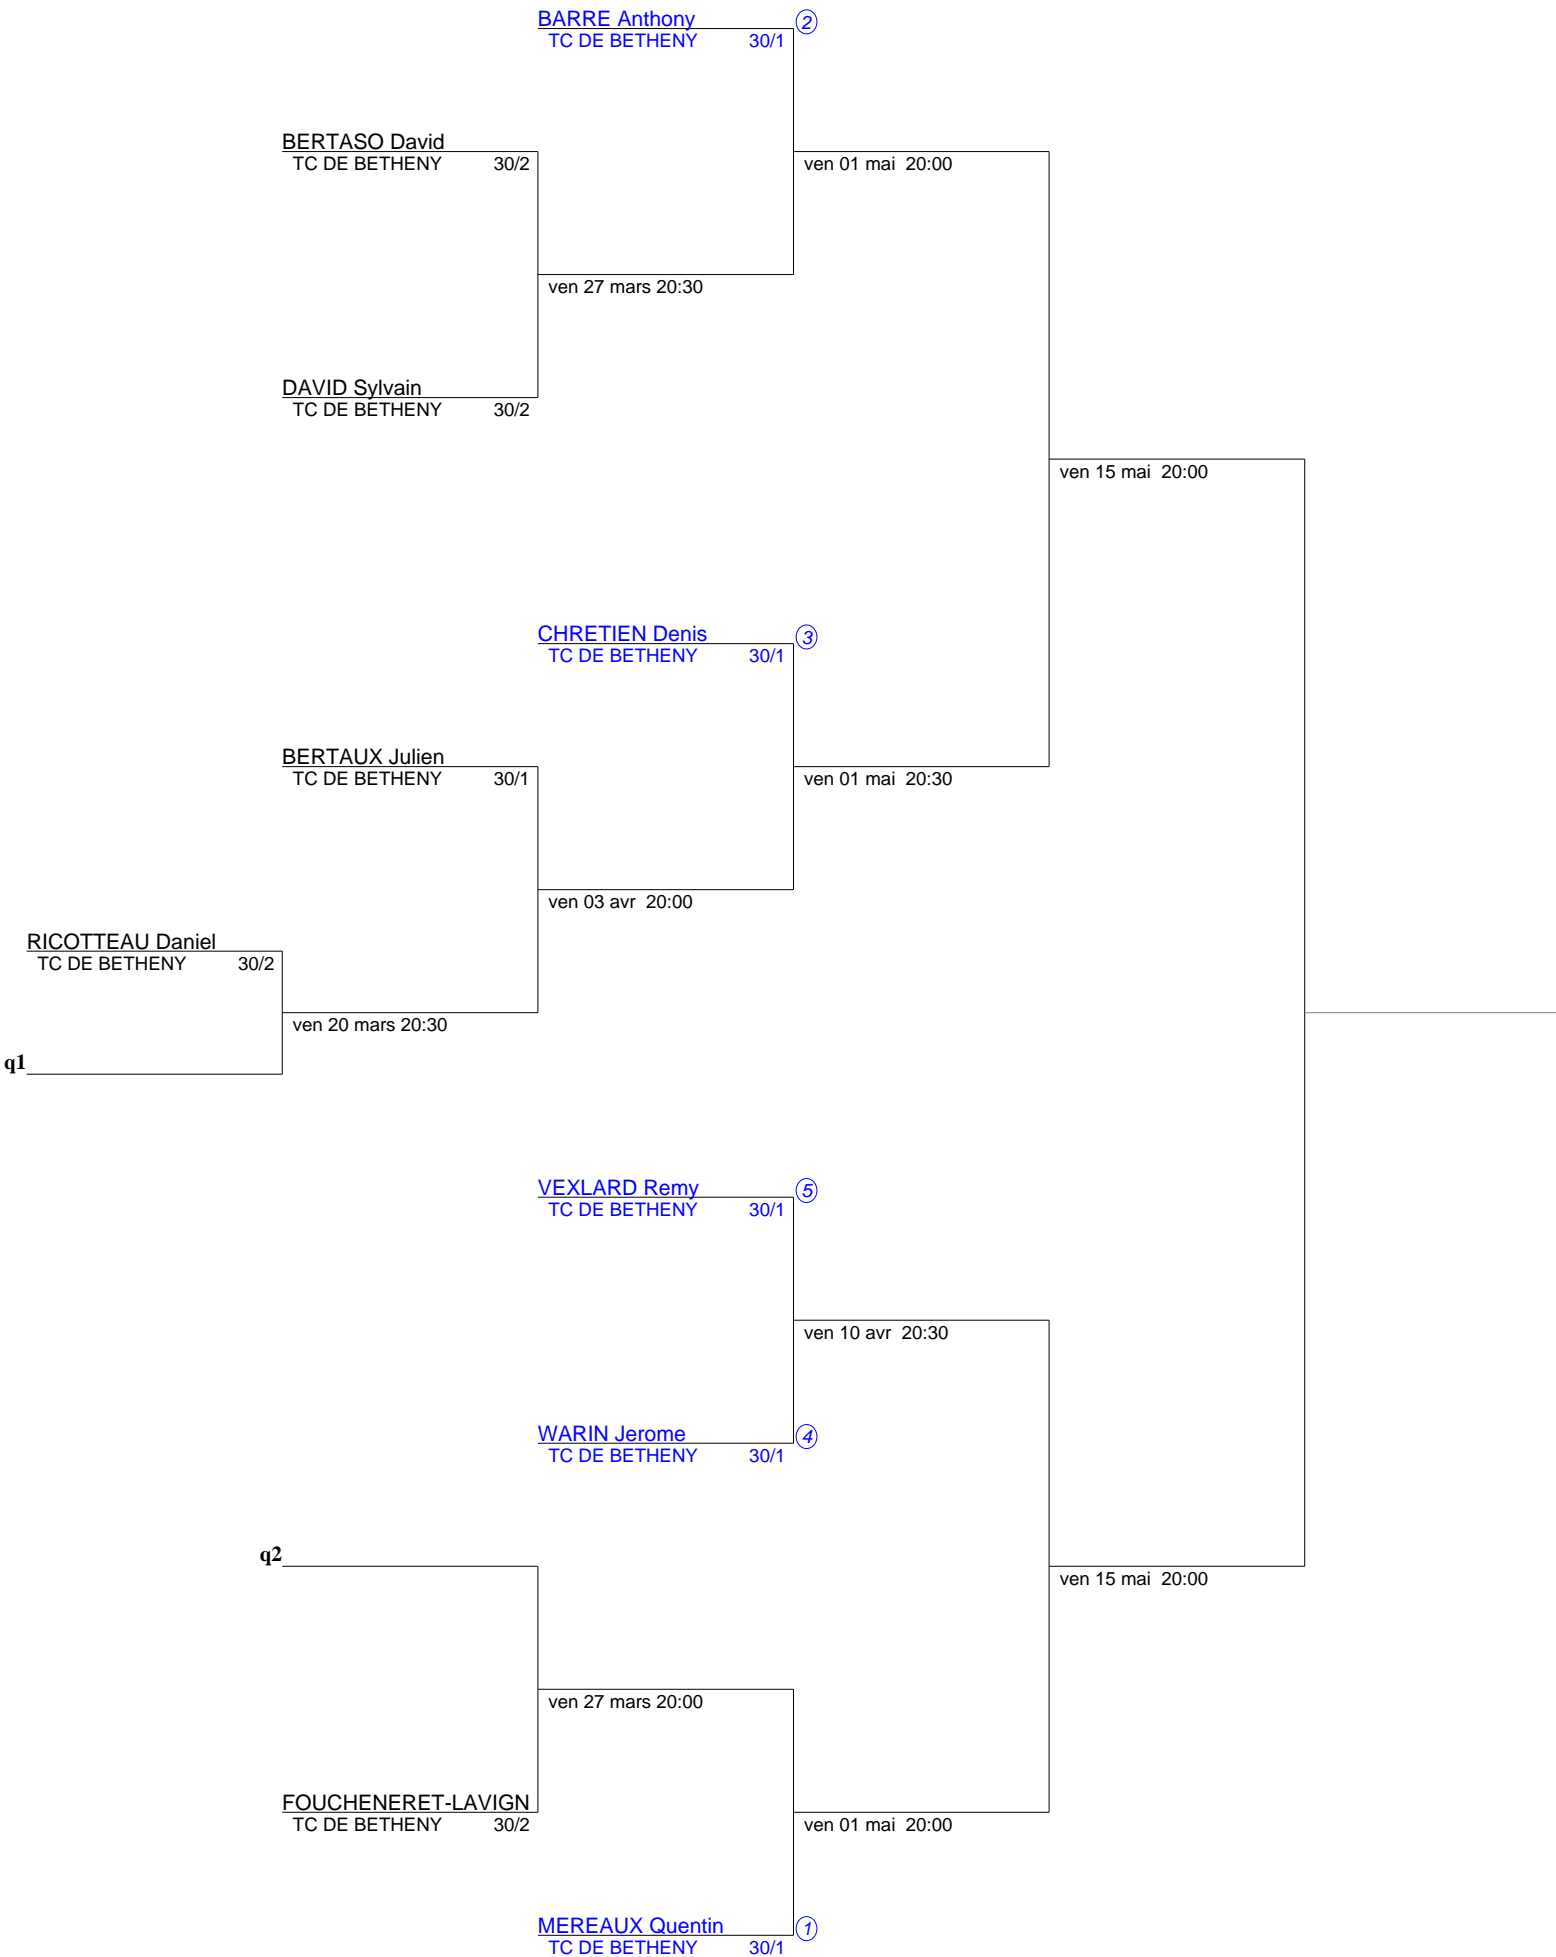 BARRE Anthony 2
TC DE BETHENY 30/1
BERTASO David
TC DE BETHENY 30/2
ven 01 mai 20:00
ven 27 mars 20:30
DAVID Sylvain
TC DE BETHENY 30/2
ven 15 mai 20:00
CHRETIEN Denis 3
TC DE BETHENY 30/1
BERTAUX Julien
TC DE BETHENY 30/1
ven 01 mai 20:30
ven 03 avr 20:00
RICOTTEAU Daniel
TC DE BETHENY 30/2
ven 20 mars 20:30
q1
VEXLARD Remy 5
TC DE BETHENY 30/1
ven 10 avr 20:30
WARIN Jerome 4
TC DE BETHENY 30/1
q2
ven 15 mai 20:00
ven 27 mars 20:00
FOUCHENERET-LAVIGN
TC DE BETHENY 30/2
ven 01 mai 20:00
MEREAUX Quentin 1
TC DE BETHENY 30/1